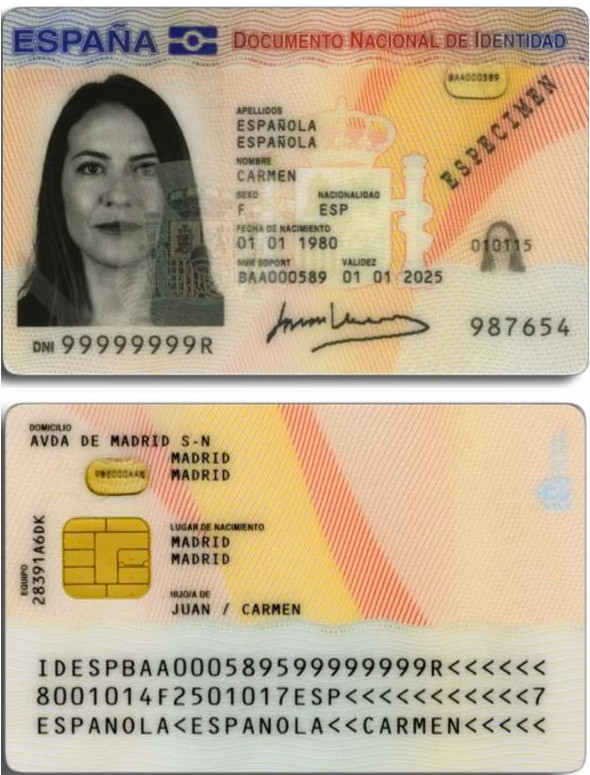 ESPAÑA DOCUMENTO NACIONAL DE IDENTIDAD
BAA000589
ESPECIMEN
APELLIDOS
ESPAÑOLA
ESPAÑOLA
NOMBRE
CARMEN
SEXO NACIONALIDAD
F ESP
FECHA DE NACIMIENTO
01 01 1980
010115
NUM SOPORT VALIDEZ
BAA000589 01 01 2025
DNI 99999999R
987654
DOMICILIO
AVDA DE MADRID S-N
MADRID
MADRID
EQUIPO
28391A6DK
LUGAR DE NACIMIENTO
MADRID
MADRID
HIJO/A DE
JUAN / CARMEN
IDESPBAA000589599999999R<<<<<<
8001014F2501017ESP<<<<<<<<<<<7
ESPANOLA<ESPANOLA<<CARMEN<<<<<